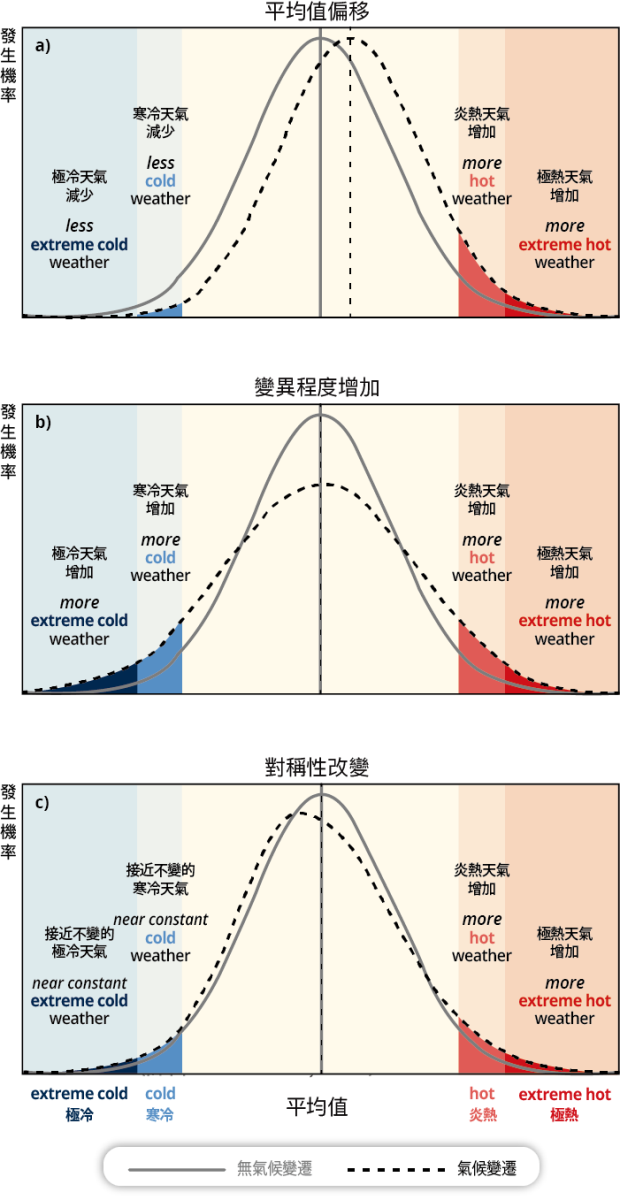 平均值偏移
發
生
機
率
a)
寒冷天氣
減少
less
cold
weather
炎熱天氣
增加
more
hot
weather
極冷天氣
減少
less
extreme cold
weather
極熱天氣
增加
more
extreme hot
weather
變異程度增加
發
生
機
率
b)
寒冷天氣
增加
more
cold
weather
炎熱天氣
增加
more
hot
weather
極冷天氣
增加
more
extreme cold
weather
極熱天氣
增加
more
extreme hot
weather
對稱性改變
發
生
機
率
c)
接近不變的
寒冷天氣
near constant
cold
weather
炎熱天氣
增加
more
hot
weather
接近不變的
極冷天氣
near constant
extreme cold
weather
極熱天氣
增加
more
extreme hot
weather
extreme cold
極冷
cold
寒冷
平均值
hot
炎熱
extreme hot
極熱
無氣候變遷
氣候變遷